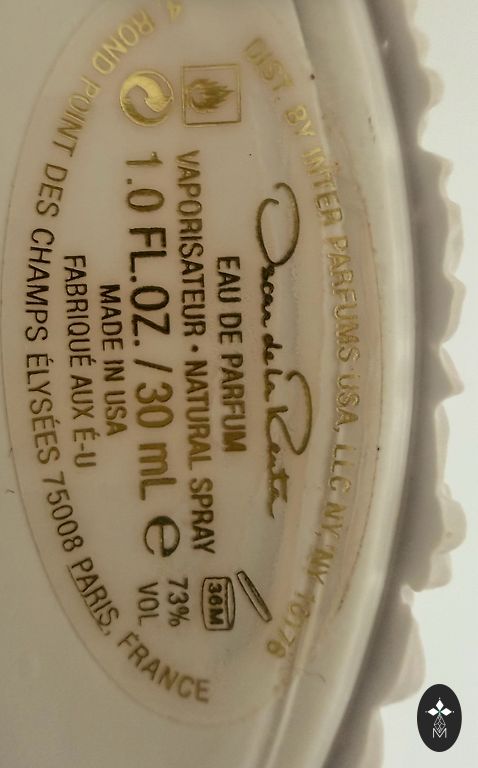 DIST. BY INTER PARFUMS USA, LLC NY, NY 10176
Oscar de la Renta
EAU DE PARFUM
VAPORISATEUR • NATURAL SPRAY
1.0 FL.OZ. / 30 mL e
73%
VOL
36M
MADE IN USA
FABRIQUÉ AUX É-U
ROND POINT DES CHAMPS ÉLYSÉES 75008 PARIS, FRANCE
M